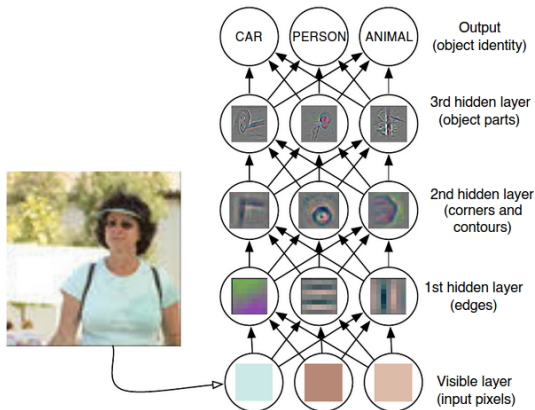 CAR
PERSON
ANIMAL
Output
(object identity)
3rd hidden layer
(object parts)
2nd hidden layer
(corners and
contours)
1st hidden layer
(edges)
Visible layer
(input pixels)